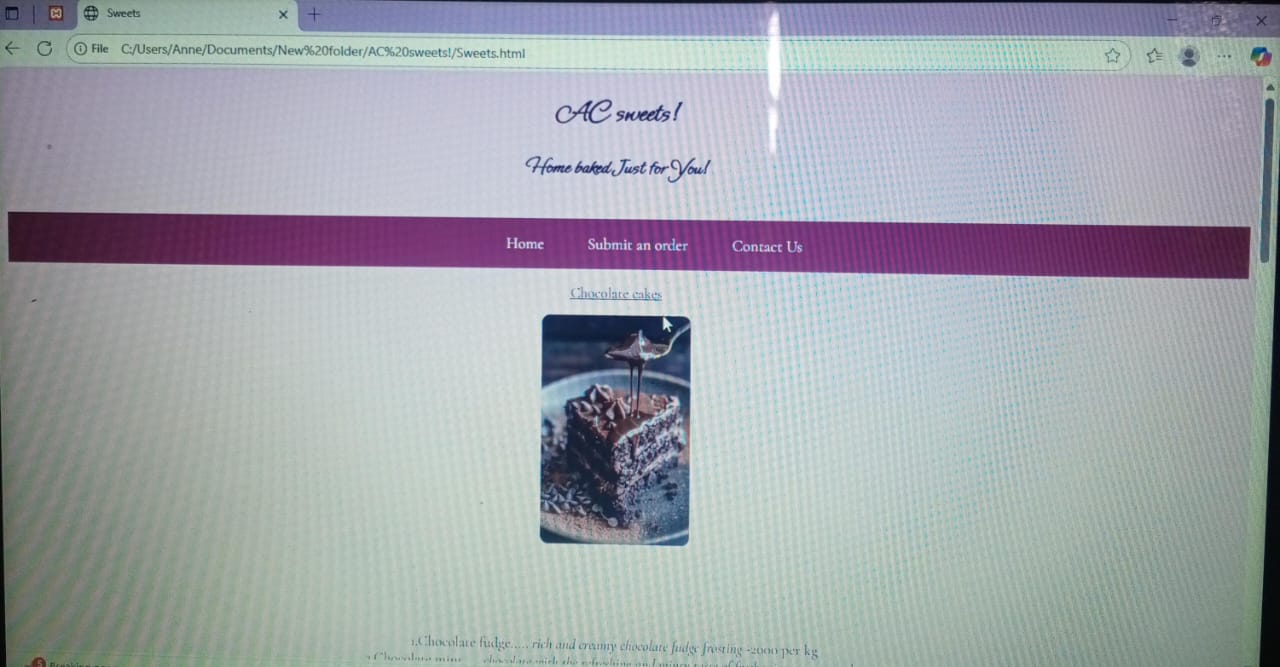 Sweets
File C:/Users/Anne/Documents/New%20folder/AC%20sweets!/Sweets.html
AC sweets!
Home baked,Just for You!
Home Submit an order Contact Us
Chocolate cakes
1.Chocolate fudge..... rich and creamy chocolate fudge frosting -2000 per kg
Chocolate mint